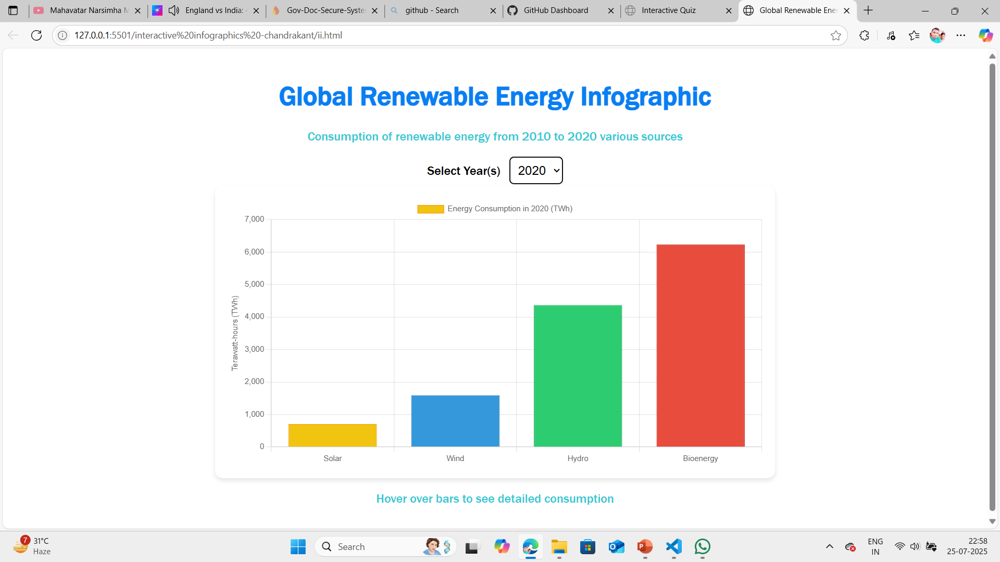 Mahavatar Narsimha M
England vs India:
Gov-Doc-Secure-Syste
github - Search
GitHub Dashboard
Interactive Quiz
Global Renewable Ener
127.0.0.1:5501/interactive%20infographics%20-chandrakant/ii.html
Global Renewable Energy Infographic
Consumption of renewable energy from 2010 to 2020 various sources
Select Year(s) 2020
Energy Consumption in 2020 (TWh)
Terawatt-hours (TWh)
7,000
6,000
5,000
4,000
3,000
2,000
1,000
0
Solar Wind Hydro Bioenergy
Hover over bars to see detailed consumption
7
31°C
Haze
Search
ENG
IN
22:58
25-07-2025